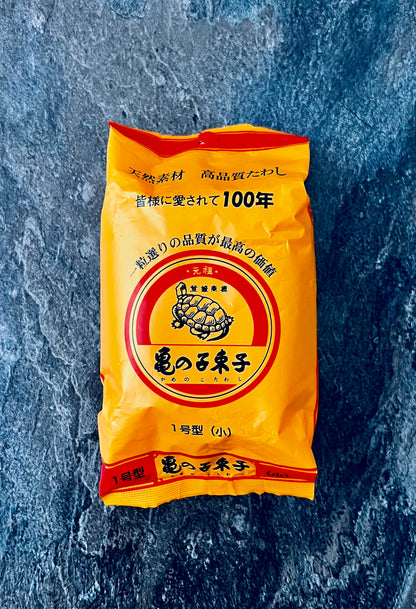 天然素材 高品質たわし
皆様に愛されて100年
一粒選りの品質が最高の価値
・元祖・
亀の子束子
かめのこたわし
1号型(小)
1号型
亀の子束子